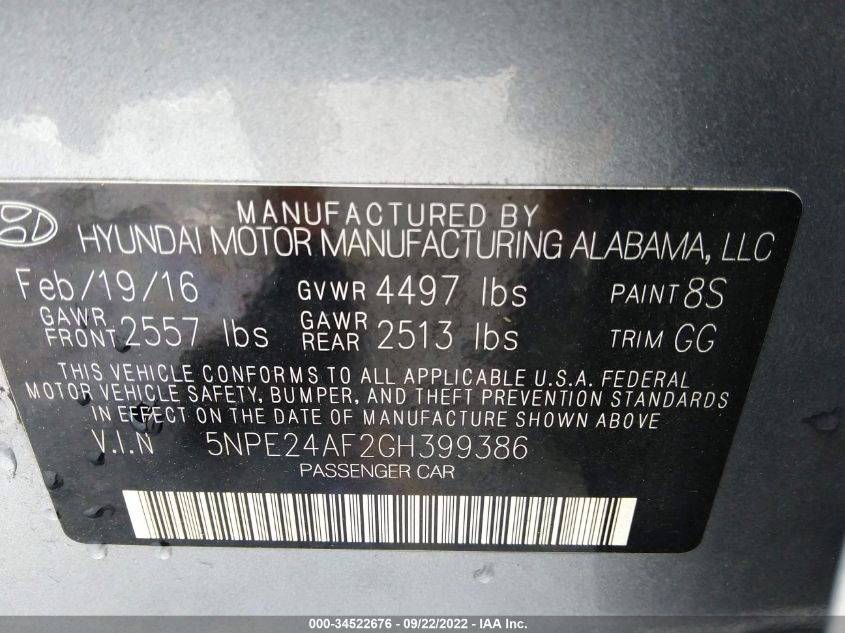 MANUFACTURED BY
HYUNDAI MOTOR MANUFACTURING ALABAMA, LLC
Feb/19/16 GVWR 4497 lbs PAINT 8S
GAWR FRONT 2557 lbs GAWR REAR 2513 lbs TRIM GG
THIS VEHICLE CONFORMS TO ALL APPLICABLE U.S.A. FEDERAL
MOTOR VEHICLE SAFETY, BUMPER, AND THEFT PREVENTION STANDARDS
IN EFFECT ON THE DATE OF MANUFACTURE SHOWN ABOVE
V.I.N 5NPE24AF2GH399386
PASSENGER CAR
000-34522676 - 09/22/2022 - IAA Inc.